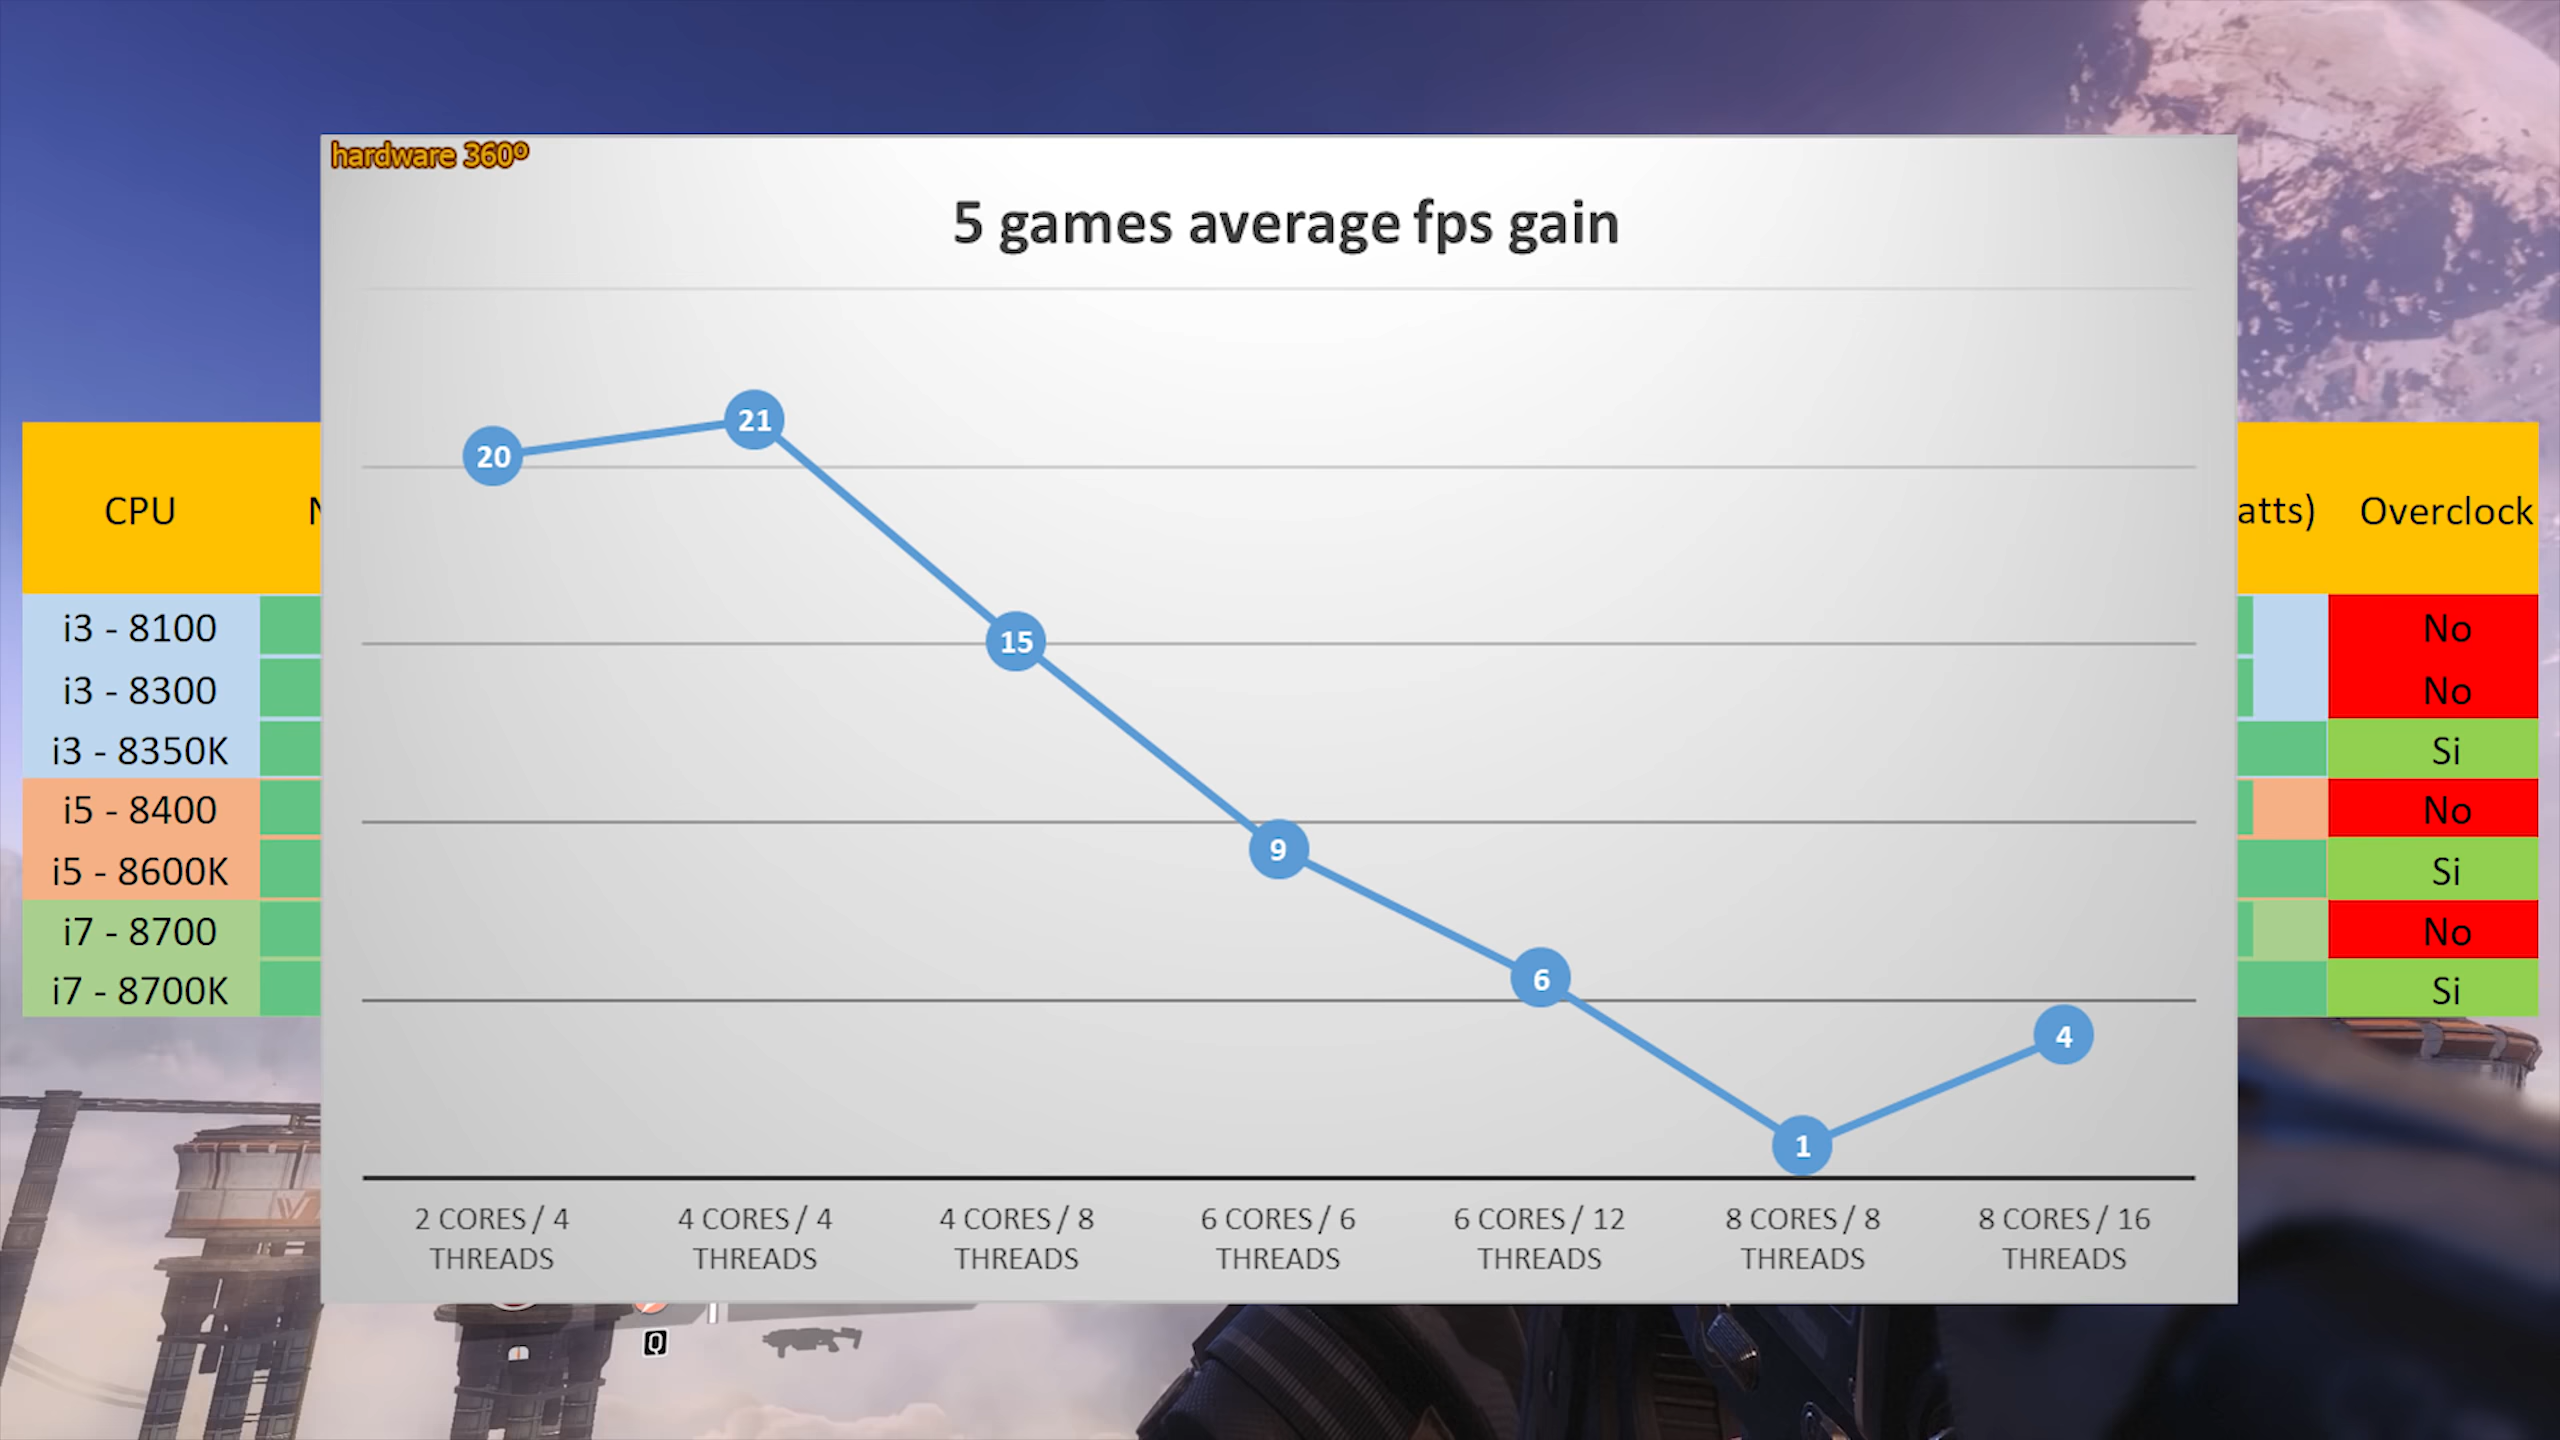 hardware 360º
5 games average fps gain
20
21
15
9
6
1
4
2 CORES / 4
THREADS
4 CORES / 4
THREADS
4 CORES / 8
THREADS
6 CORES / 6
THREADS
6 CORES / 12
THREADS
8 CORES / 8
THREADS
8 CORES / 16
THREADS
CPU
atts) Overclock
i3 - 8100 No
i3 - 8300 No
i3 - 8350K Si
i5 - 8400 No
i5 - 8600K Si
i7 - 8700 No
i7 - 8700K Si
Q